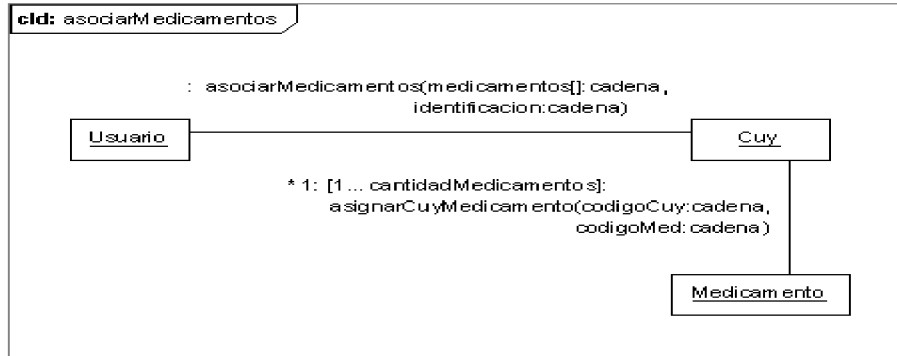 cld: asociarMedicamentos
: asociarMedicamentos(medicamentos[]:cadena,
identificacion:cadena)
Usuario
Cuy
* 1: [1... cantidadMedicamentos]:
asignarCuyMedicamento(codigoCuy:cadena,
codigoMed:cadena)
Medicamento